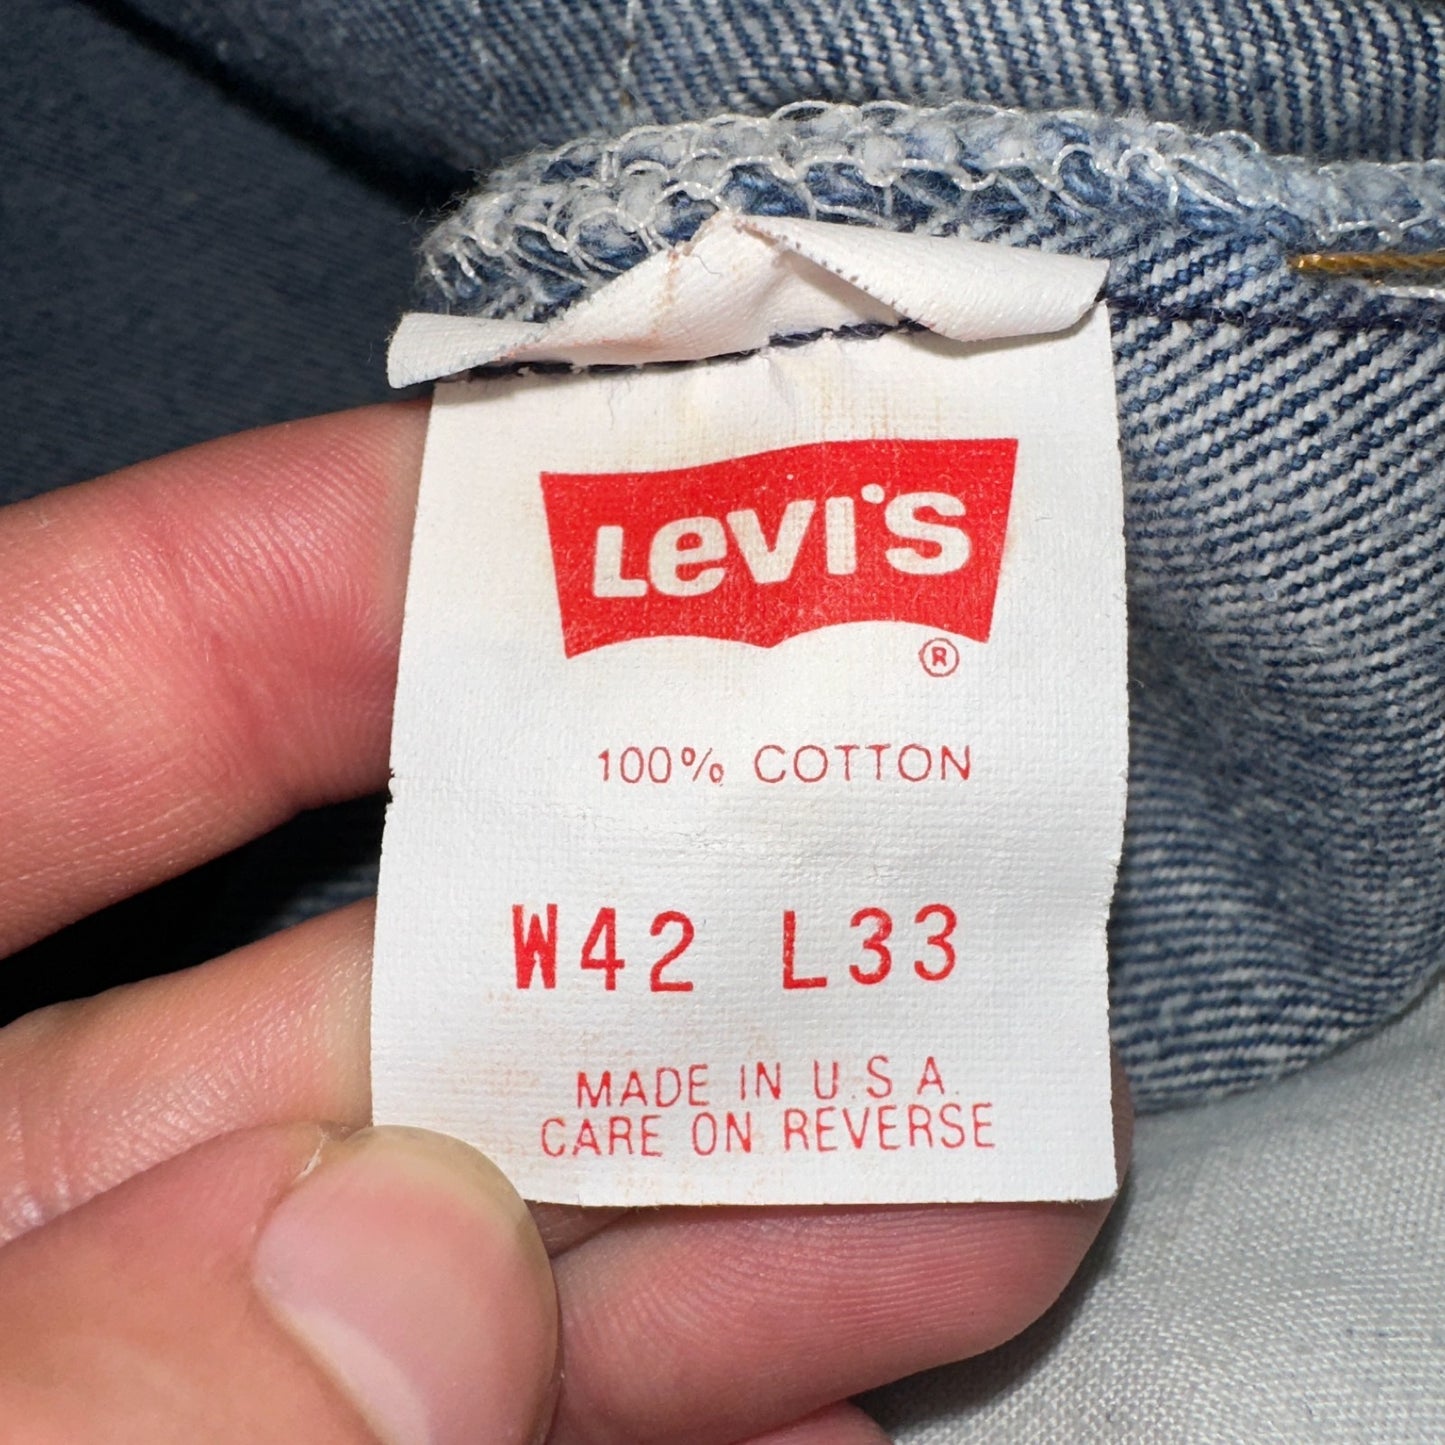 LEVI'S
®
100% COTTON
W42 L33
MADE IN U.S.A.
CARE ON REVERSE